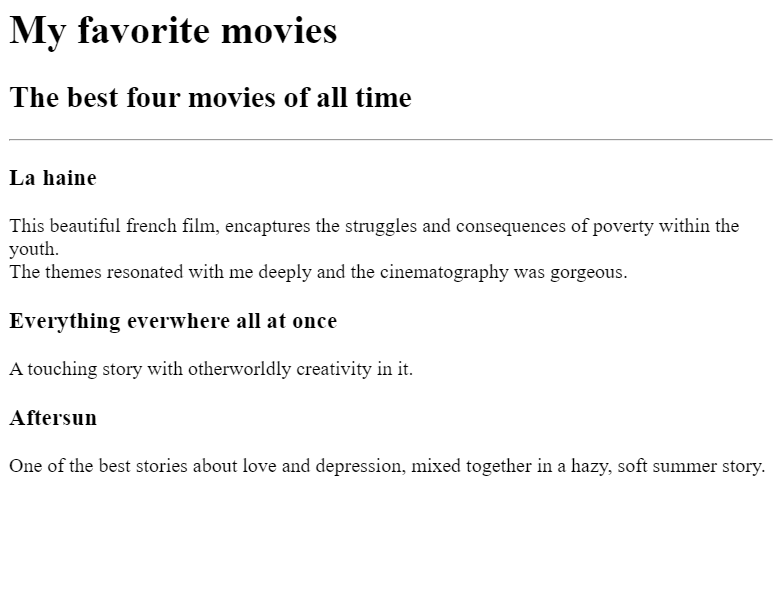 My favorite movies
The best four movies of all time
La haine
This beautiful french film, encaptures the struggles and consequences of poverty within the
youth.
The themes resonated with me deeply and the cinematography was gorgeous.
Everything everwhere all at once
A touching story with otherworldly creativity in it.
Aftersun
One of the best stories about love and depression, mixed together in a hazy, soft summer story.